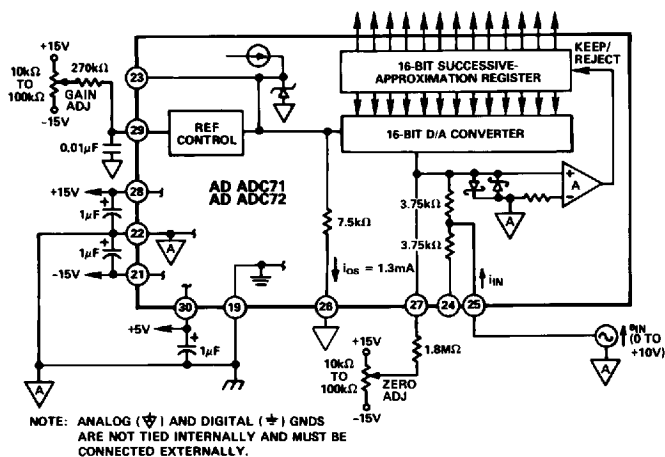 +15V
10kΩ
TO
100kΩ
-15V
270kΩ
GAIN
ADJ
0.01μF
23
29
REF
CONTROL
16-BIT SUCCESSIVE-
APPROXIMATION REGISTER
KEEP/
REJECT
16-BIT D/A CONVERTER
AD ADC71
AD ADC72
+15V
28
+
1μF
22
A
+
1μF
-15V
21
7.5kΩ
iOS = 1.3mA
3.75kΩ
3.75kΩ
A
+
A
−
iIN
30
19
26
27
24
25
+5V
+
1μF
A
+15V
10kΩ
TO
100kΩ
-15V
ZERO
ADJ
1.8MΩ
eIN
(0 TO
+10V)
A
NOTE: ANALOG (A) AND DIGITAL (⏚) GNDS
ARE NOT TIED INTERNALLY AND MUST BE
CONNECTED EXTERNALLY.